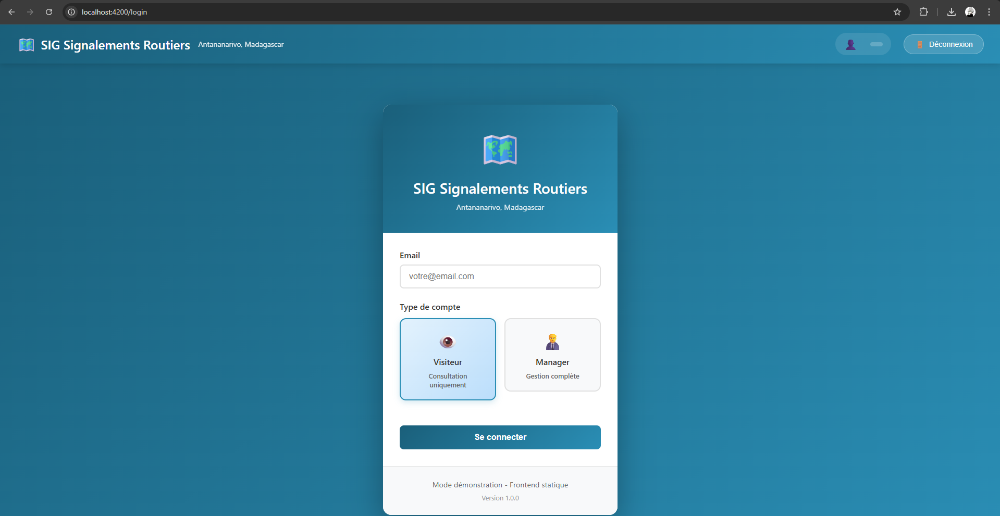 localhost:4200/login
SIG Signalements Routiers
Antananarivo, Madagascar
Déconnexion
SIG Signalements Routiers
Antananarivo, Madagascar
Email
votre@email.com
Type de compte
Visiteur
Consultation
uniquement
Manager
Gestion complète
Se connecter
Mode démonstration - Frontend statique
Version 1.0.0